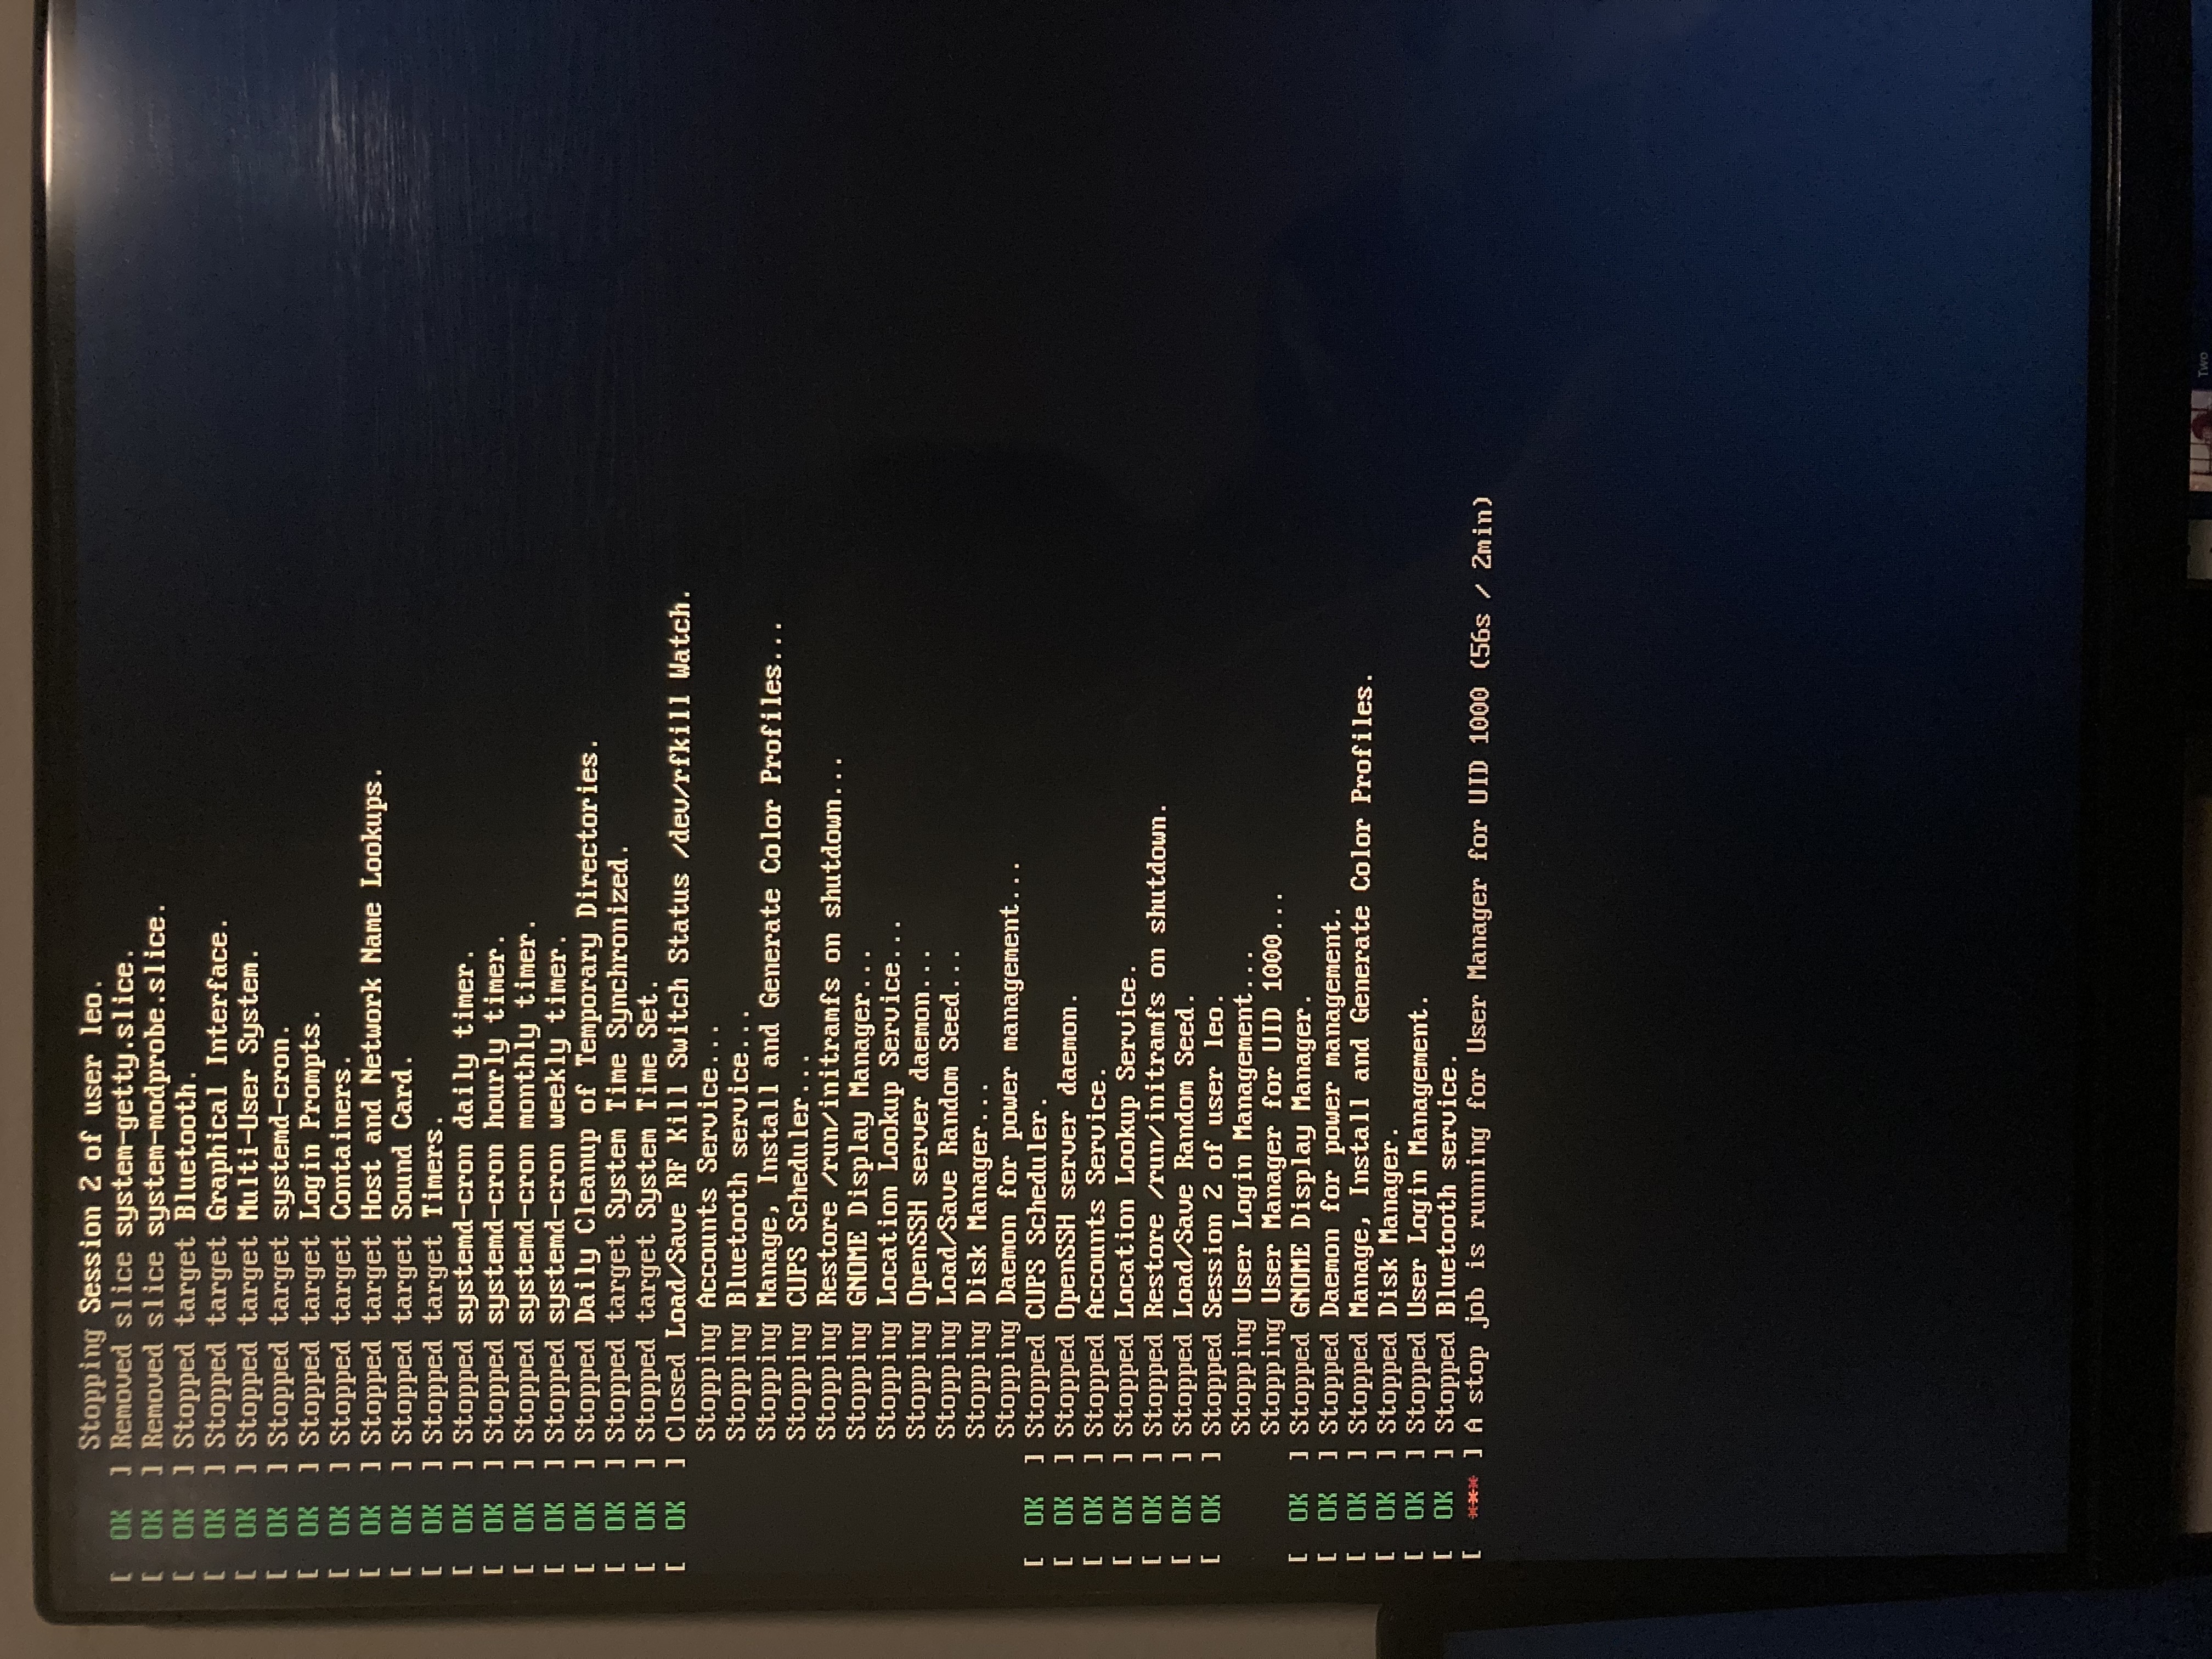 Stopping Session 2 of user leo.
[  OK  ] Removed slice system-getty.slice.
[  OK  ] Removed slice system-modprobe.slice.
[  OK  ] Stopped target Bluetooth.
[  OK  ] Stopped target Graphical Interface.
[  OK  ] Stopped target Multi-User System.
[  OK  ] Stopped target systemd-cron.
[  OK  ] Stopped target Login Prompts.
[  OK  ] Stopped target Containers.
[  OK  ] Stopped target Host and Network Name Lookups.
[  OK  ] Stopped target Sound Card.
[  OK  ] Stopped target Timers.
[  OK  ] Stopped systemd-cron daily timer.
[  OK  ] Stopped systemd-cron hourly timer.
[  OK  ] Stopped systemd-cron monthly timer.
[  OK  ] Stopped systemd-cron weekly timer.
[  OK  ] Stopped Daily Cleanup of Temporary Directories.
[  OK  ] Stopped target System Time Synchronized.
[  OK  ] Stopped target System Time Set.
[  OK  ] Closed Load/Save RF Kill Switch Status /dev/rfkill Watch.
Stopping Accounts Service...
Stopping Bluetooth service...
Stopping Manage, Install and Generate Color Profiles...
Stopping CUPS Scheduler...
Stopping Restore /run/initramfs on shutdown...
Stopping GNOME Display Manager...
Stopping Location Lookup Service...
Stopping OpenSSH server daemon...
Stopping Load/Save Random Seed...
Stopping Disk Manager...
Stopping Daemon for power management...
[  OK  ] Stopped CUPS Scheduler.
[  OK  ] Stopped OpenSSH server daemon.
[  OK  ] Stopped Accounts Service.
[  OK  ] Stopped Location Lookup Service.
[  OK  ] Stopped Restore /run/initramfs on shutdown.
[  OK  ] Stopped Load/Save Random Seed.
[  OK  ] Stopped Session 2 of user leo.
Stopping User Login Management...
Stopping User Manager for UID 1000...
[  OK  ] Stopped GNOME Display Manager.
[  OK  ] Stopped Daemon for power management.
[  OK  ] Stopped Manage, Install and Generate Color Profiles.
[  OK  ] Stopped Disk Manager.
[  OK  ] Stopped User Login Management.
[  OK  ] Stopped Bluetooth service.
[  *** ] A stop job is running for User Manager for UID 1000 (56s / 2min)
Two